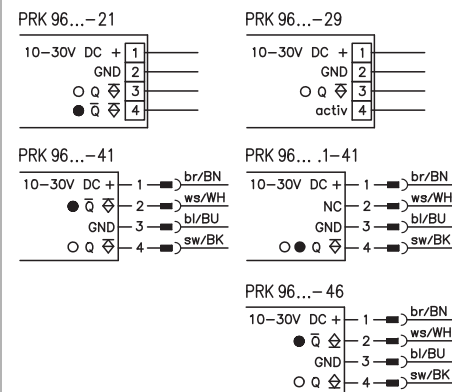 PRK 96...-21
10-30V DC + 1
GND 2
Q 3
Q̅ 4
PRK 96...-29
10-30V DC + 1
GND 2
Q 3
activ 4
PRK 96...-41
10-30V DC + 1 br/BN
Q̅ 2 ws/WH
GND 3 bl/BU
Q 4 sw/BK
PRK 96... .1-41
10-30V DC + 1 br/BN
NC 2 ws/WH
GND 3 bl/BU
Q 4 sw/BK
PRK 96...-46
10-30V DC + 1 br/BN
Q̅ 2 ws/WH
GND 3 bl/BU
Q 4 sw/BK